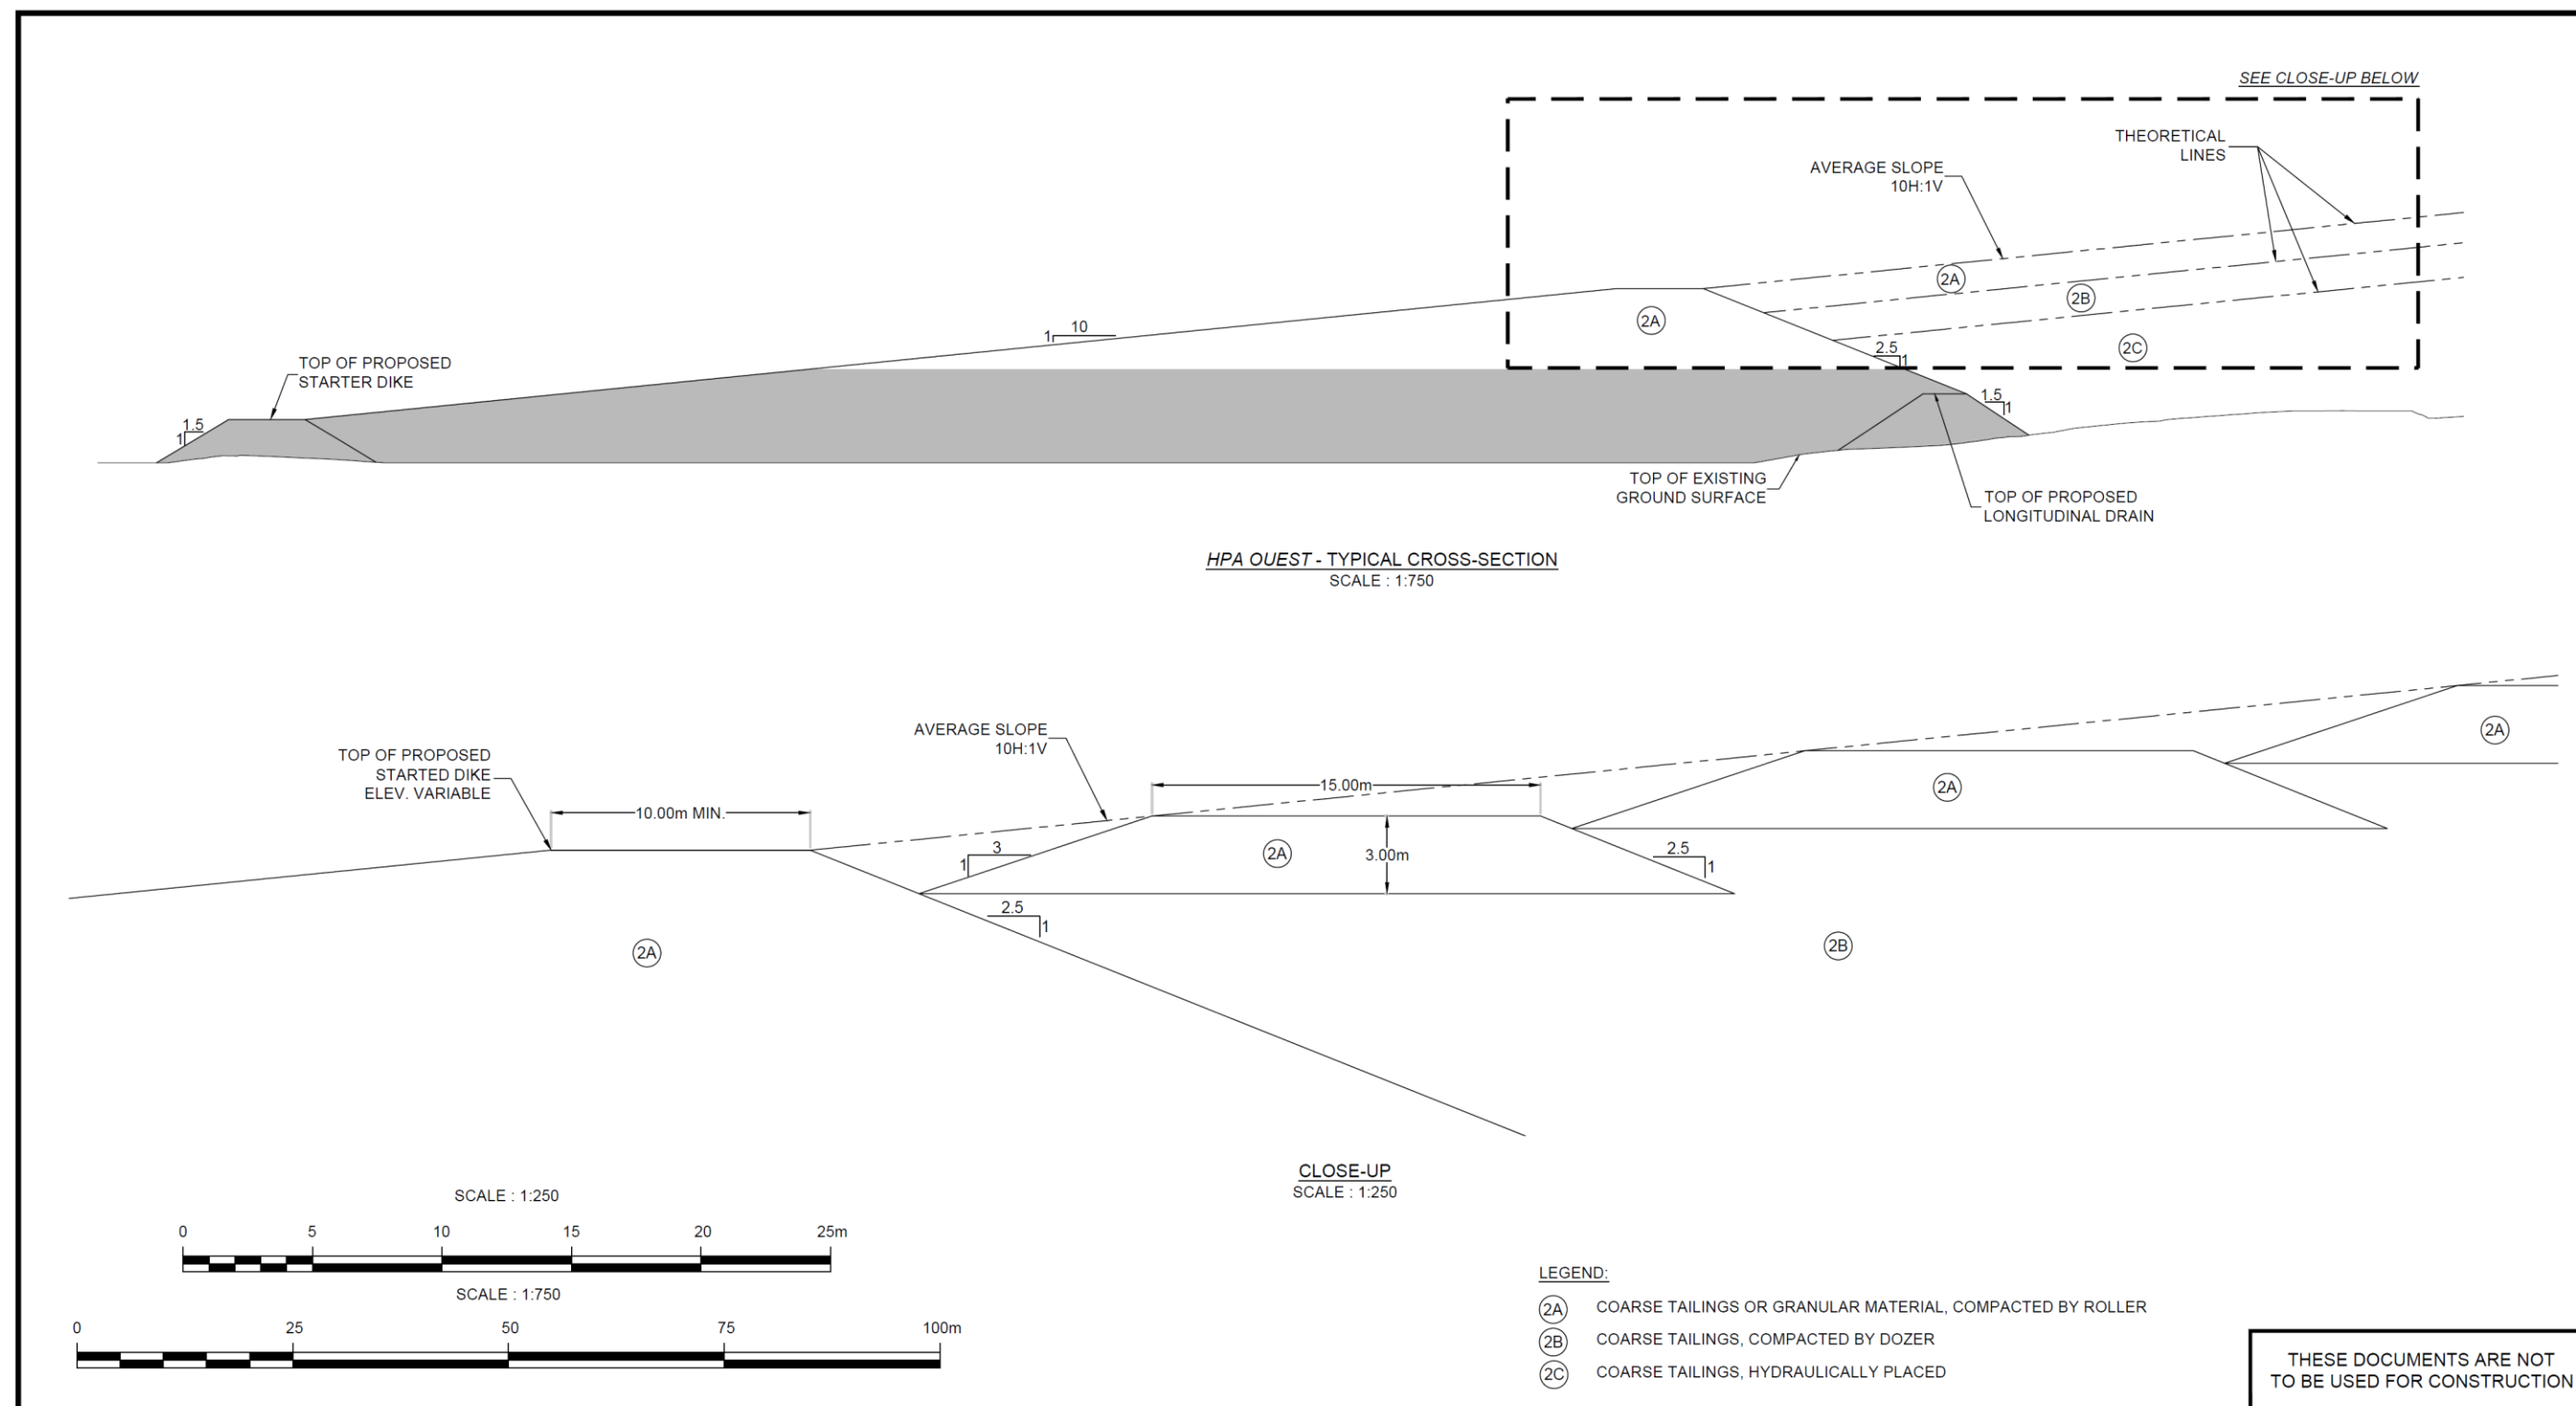 SEE CLOSE-UP BELOW
THEORETICAL
LINES
AVERAGE SLOPE
10H:1V
2A
2B
2A
10
1
2C
2.5
1
TOP OF PROPOSED
STARTER DIKE
1.5
1
1.5
1
TOP OF EXISTING
GROUND SURFACE
TOP OF PROPOSED
LONGITUDINAL DRAIN
HPA OUEST - TYPICAL CROSS-SECTION
SCALE : 1:750
AVERAGE SLOPE
10H:1V
TOP OF PROPOSED
STARTED DIKE
ELEV. VARIABLE
10.00m MIN.
15.00m
2A
2A
3
1
2A
3.00m
2.5
1
2.5
1
2A
2B
CLOSE-UP
SCALE : 1:250
SCALE : 1:250
0 5 10 15 20 25m
SCALE : 1:750
0 25 50 75 100m
LEGEND:
2A COARSE TAILINGS OR GRANULAR MATERIAL, COMPACTED BY ROLLER
2B COARSE TAILINGS, COMPACTED BY DOZER
2C COARSE TAILINGS, HYDRAULICALLY PLACED
THESE DOCUMENTS ARE NOT
TO BE USED FOR CONSTRUCTION